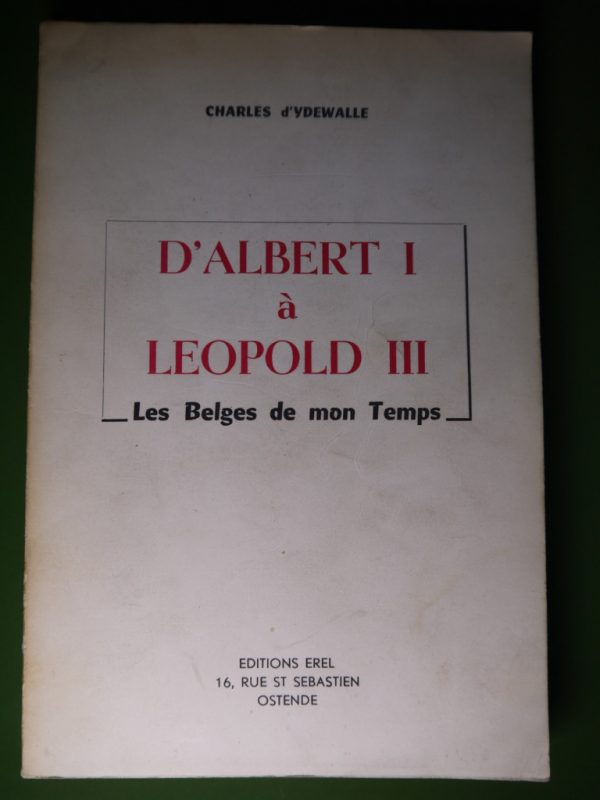 CHARLES d'YDEWALLE
D'ALBERT I
à
LEOPOLD III
Les Belges de mon Temps
EDITIONS EREL
16, RUE ST SEBASTIEN
OSTENDE